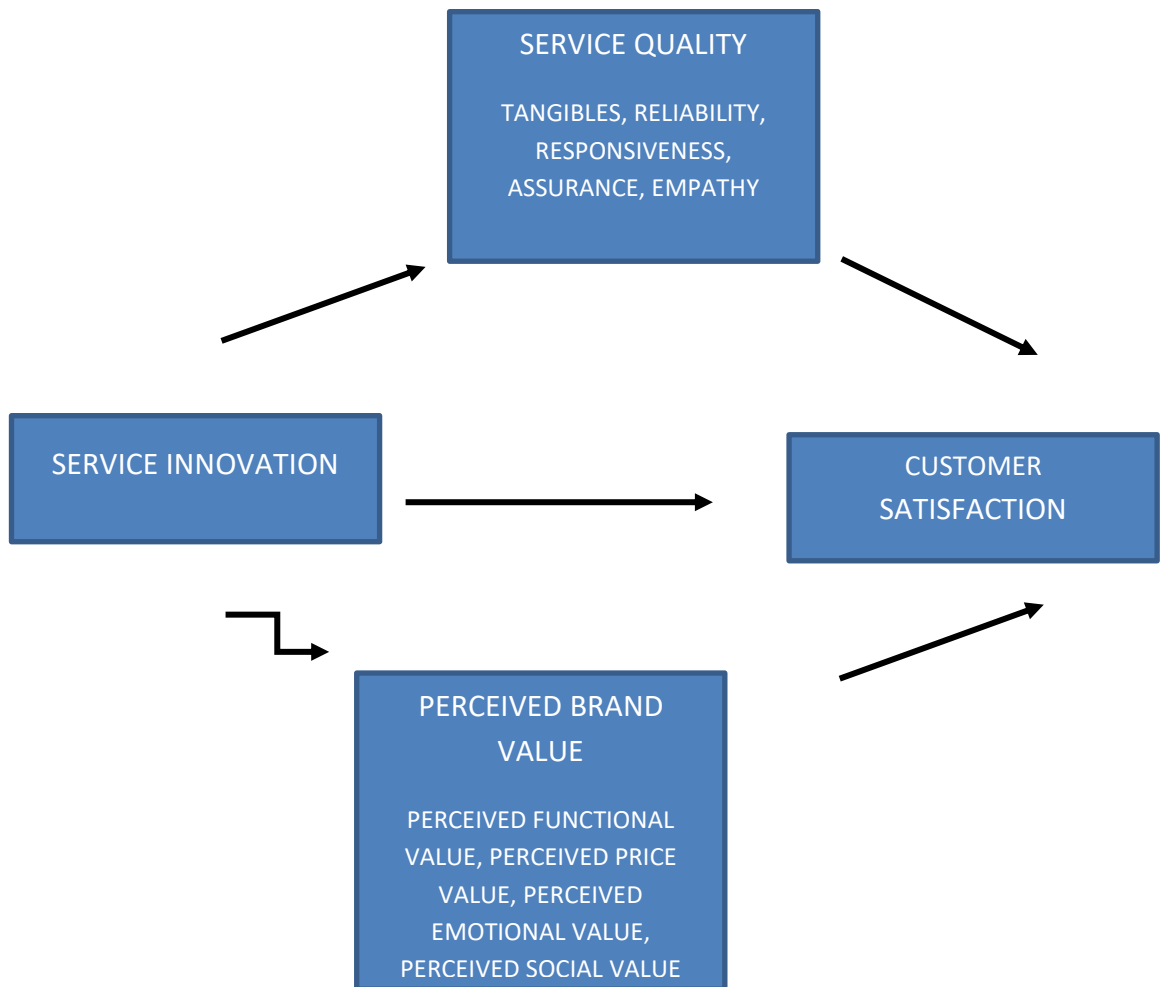 SERVICE QUALITY
TANGIBLES, RELIABILITY,
RESPONSIVENESS,
ASSURANCE, EMPATHY
SERVICE INNOVATION
CUSTOMER
SATISFACTION
PERCEIVED BRAND
VALUE
PERCEIVED FUNCTIONAL
VALUE, PERCEIVED PRICE
VALUE, PERCEIVED
EMOTIONAL VALUE,
PERCEIVED SOCIAL VALUE